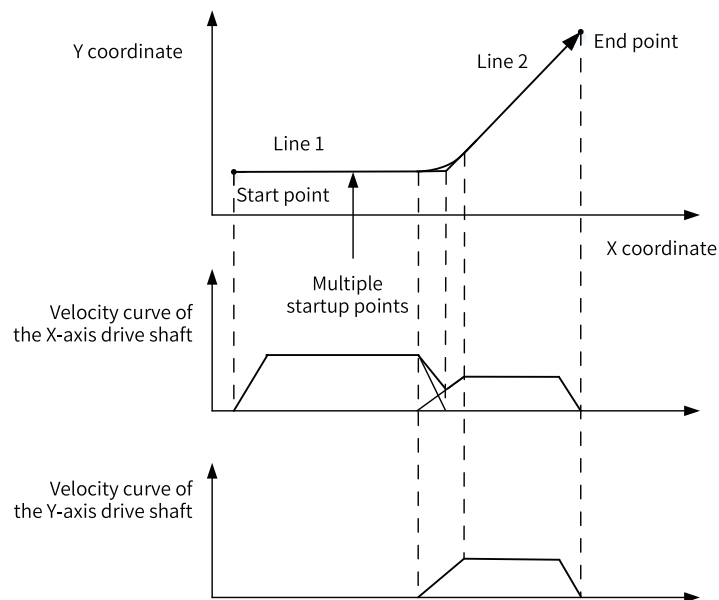 Y coordinate
End point
Line 2
Line 1
Start point
X coordinate
Multiple
startup points
Velocity curve of
the X-axis drive shaft
Velocity curve of
the Y-axis drive shaft